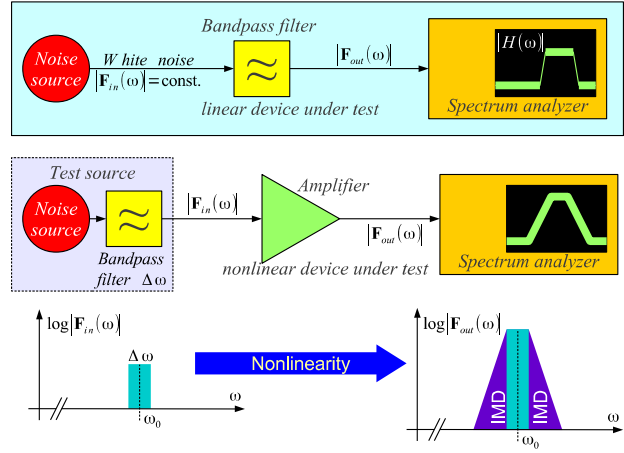 Bandpass filter
Noise source
White noise
|F_in(ω)|=const.
≈
|F_out(ω)|
linear device under test
|H(ω)|
Spectrum analyzer
Test source
Noise source
≈
Bandpass filter Δω
|F_in(ω)|
Amplifier
|F_out(ω)|
nonlinear device under test
Spectrum analyzer
log|F_in(ω)|
Δω
ω
ω₀
Nonlinearity
log|F_out(ω)|
IMD
IMD
ω
ω₀